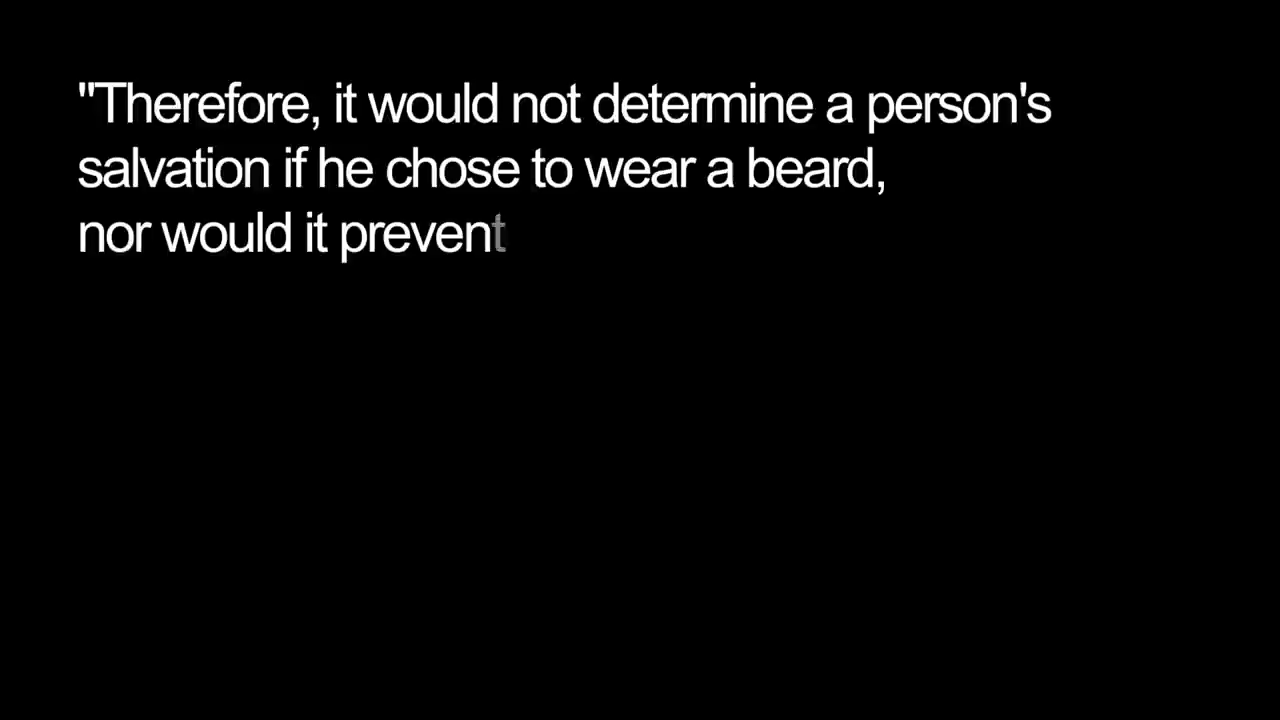 "Therefore, it would not determine a person's
salvation if he chose to wear a beard,
nor would it prevent